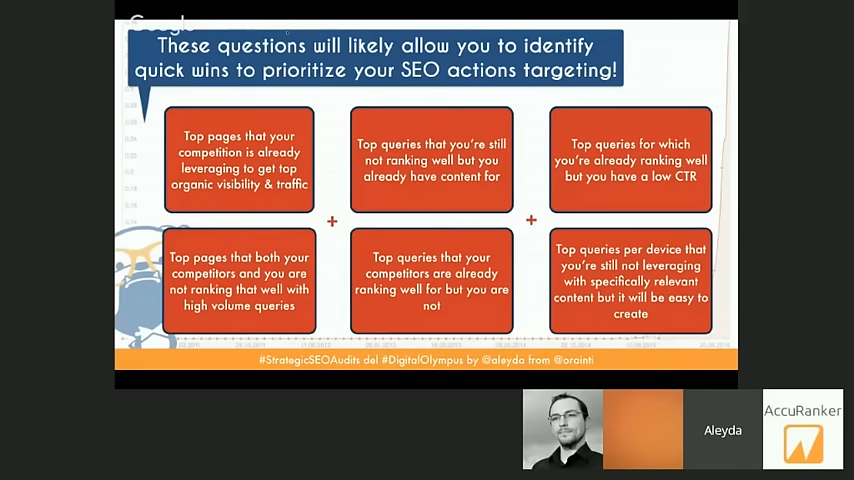 Google
These questions will likely allow you to identify
quick wins to prioritize your SEO actions targeting!
Top pages that your
competition is already
leveraging to get top
organic visibility & traffic
Top queries that you're still
not ranking well but you
already have content for
Top queries for which
you're already ranking well
but you have a low CTR
+
+
Top pages that both your
competitors and you are
not ranking that well with
high volume queries
Top queries that your
competitors are already
ranking well for but you are
not
Top queries per device that
you're still not leveraging
with specifically relevant
content but it will be easy to
create
#StrategicSEOAudits del #DigitalOlympus by @aleyda from @orainti
Aleyda
AccuRanker